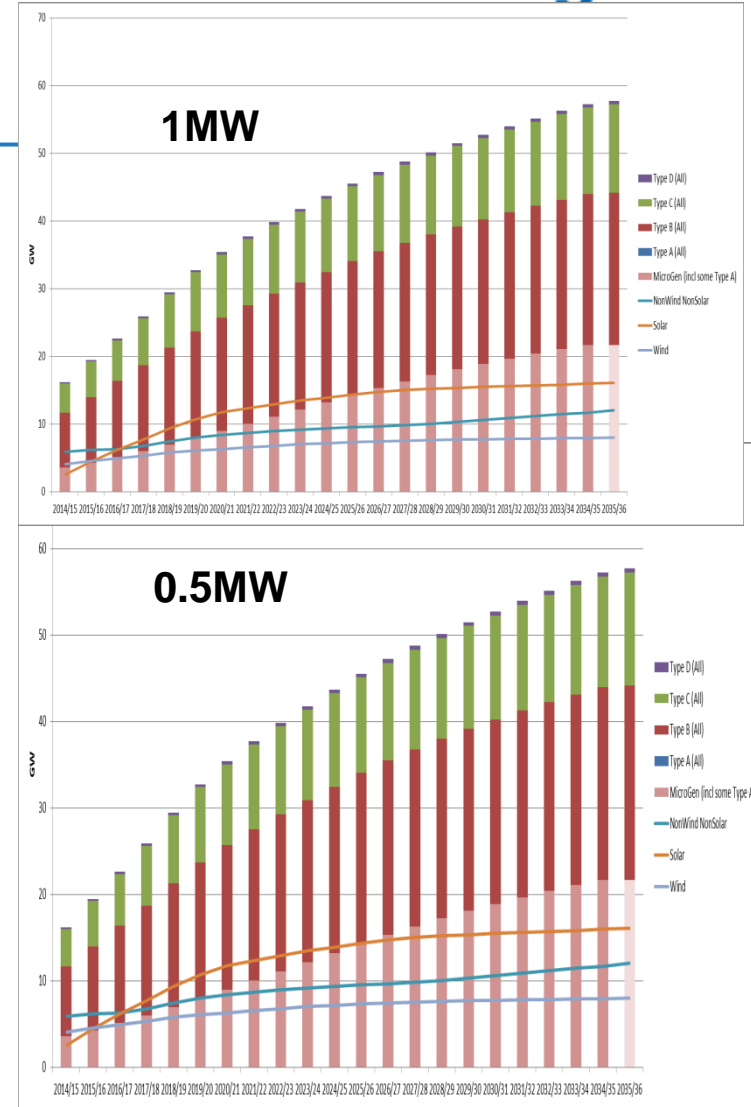 70
1MW
60
50
40
30
20
10
0
GW
Type D (All)
Type C (All)
Type B (All)
Type A (All)
MicroGen (incl some Type A)
NonWind NonSolar
Solar
Wind
2014/15 2015/16 2016/17 2017/18 2018/19 2019/20 2020/21 2021/22 2022/23 2023/24 2024/25 2025/26 2026/27 2027/28 2028/29 2029/30 2030/31 2031/32 2032/33 2033/34 2034/35 2035/36
60
0.5MW
50
40
30
20
10
0
GW
Type D (All)
Type C (All)
Type B (All)
Type A (All)
MicroGen (incl some Type A
NonWind NonSolar
Solar
Wind
2014/15 2015/16 2016/17 2017/18 2018/19 2019/20 2020/21 2021/22 2022/23 2023/24 2024/25 2025/26 2026/27 2027/28 2028/29 2029/30 2030/31 2031/32 2032/33 2033/34 2034/35 2035/36